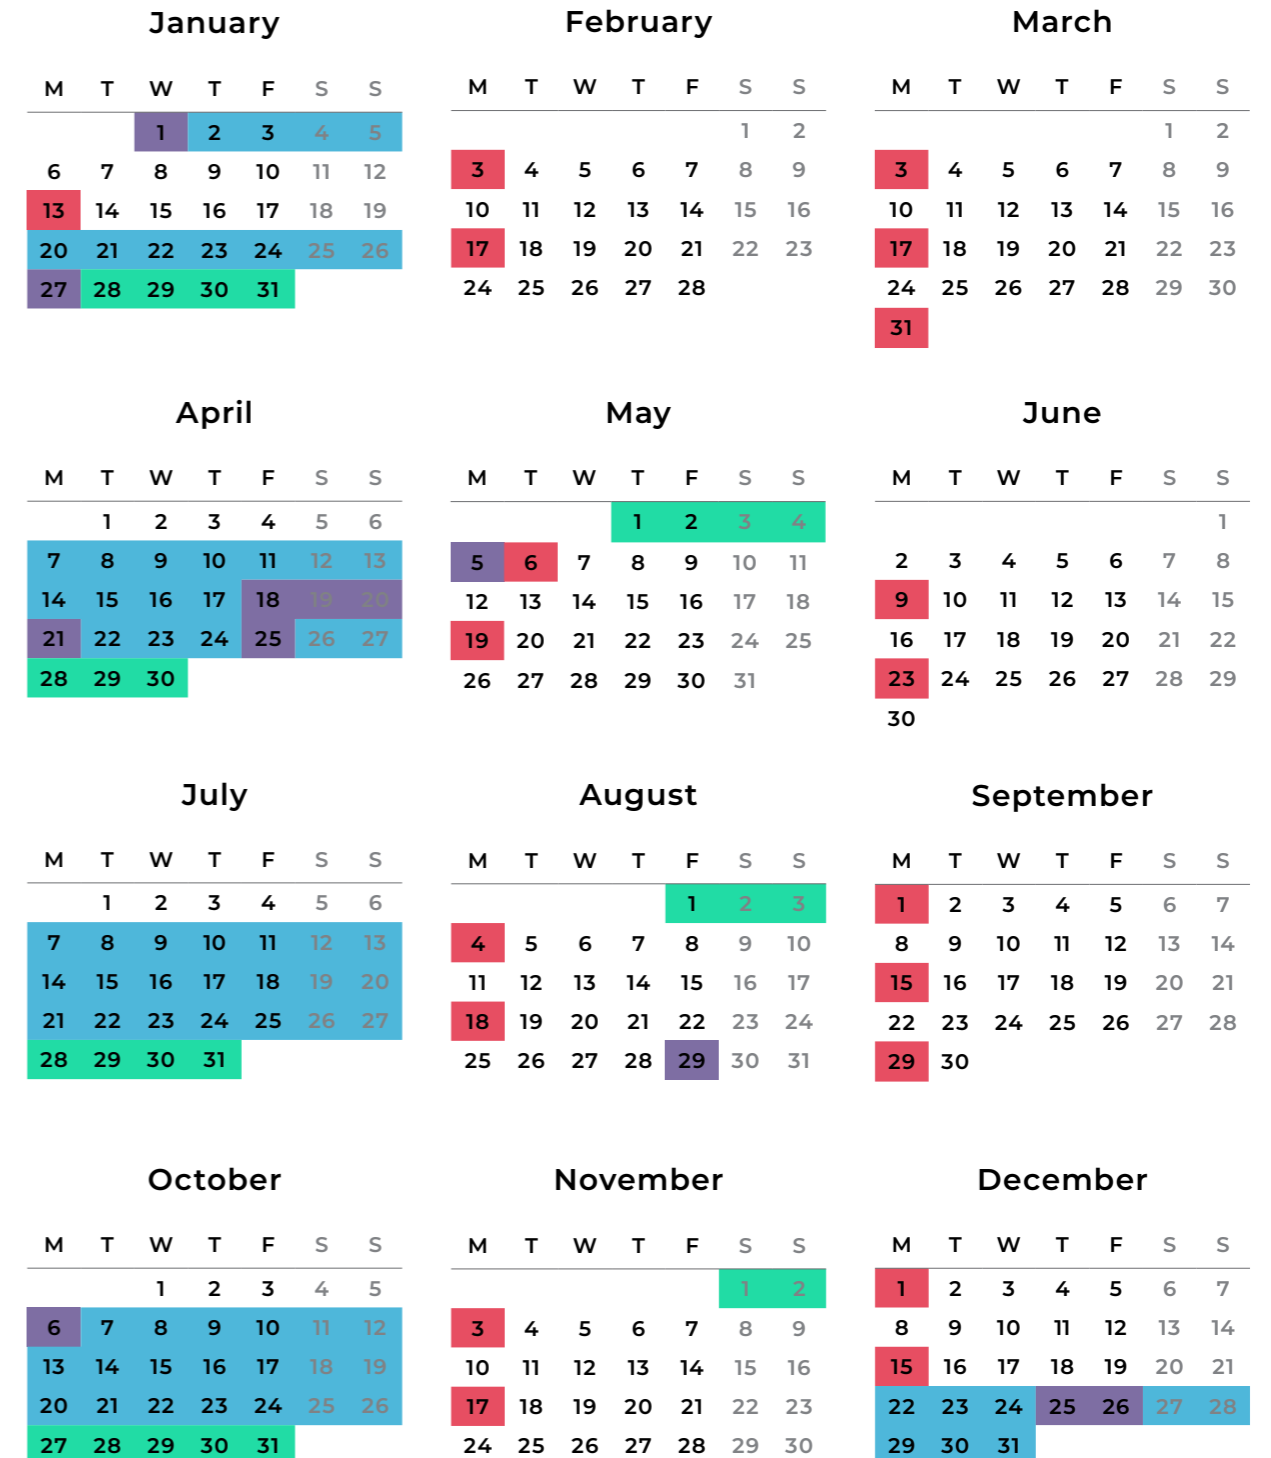 January
M T W T F S S
1 2 3 4 5
6 7 8 9 10 11 12
13 14 15 16 17 18 19
20 21 22 23 24 25 26
27 28 29 30 31
February
M T W T F S S
1 2
3 4 5 6 7 8 9
10 11 12 13 14 15 16
17 18 19 20 21 22 23
24 25 26 27 28
March
M T W T F S S
1 2
3 4 5 6 7 8 9
10 11 12 13 14 15 16
17 18 19 20 21 22 23
24 25 26 27 28 29 30
31
April
M T W T F S S
1 2 3 4 5 6
7 8 9 10 11 12 13
14 15 16 17 18 19 20
21 22 23 24 25 26 27
28 29 30
May
M T W T F S S
1 2 3 4
5 6 7 8 9 10 11
12 13 14 15 16 17 18
19 20 21 22 23 24 25
26 27 28 29 30 31
June
M T W T F S S
1
2 3 4 5 6 7 8
9 10 11 12 13 14 15
16 17 18 19 20 21 22
23 24 25 26 27 28 29
30
July
M T W T F S S
1 2 3 4 5 6
7 8 9 10 11 12 13
14 15 16 17 18 19 20
21 22 23 24 25 26 27
28 29 30 31
August
M T W T F S S
1 2 3
4 5 6 7 8 9 10
11 12 13 14 15 16 17
18 19 20 21 22 23 24
25 26 27 28 29 30 31
September
M T W T F S S
1 2 3 4 5 6 7
8 9 10 11 12 13 14
15 16 17 18 19 20 21
22 23 24 25 26 27 28
29 30
October
M T W T F S S
1 2 3 4 5
6 7 8 9 10 11 12
13 14 15 16 17 18 19
20 21 22 23 24 25 26
27 28 29 30 31
November
M T W T F S S
1 2
3 4 5 6 7 8 9
10 11 12 13 14 15 16
17 18 19 20 21 22 23
24 25 26 27 28 29 30
December
M T W T F S S
1 2 3 4 5 6 7
8 9 10 11 12 13 14
15 16 17 18 19 20 21
22 23 24 25 26 27 28
29 30 31